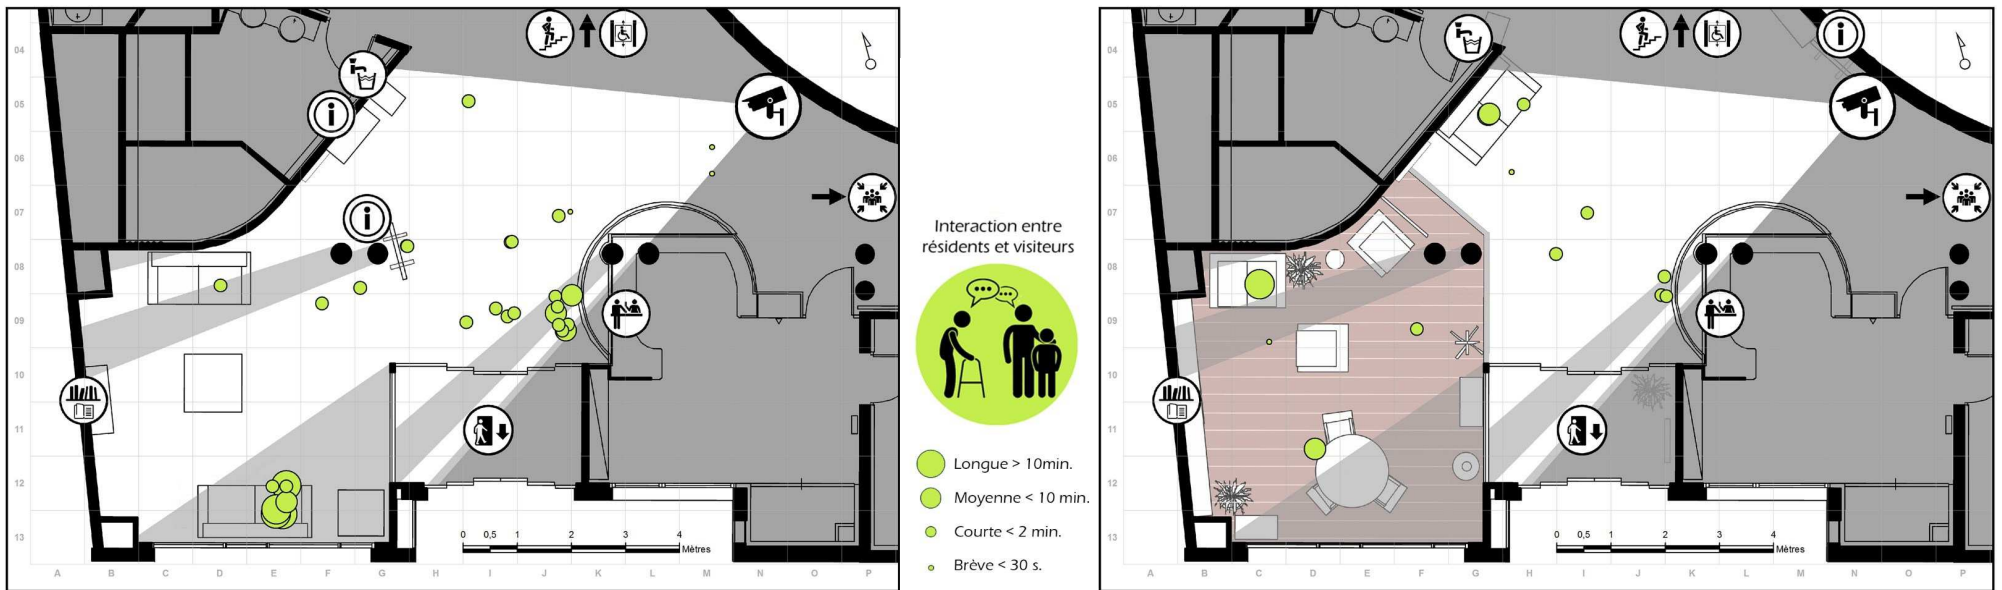 04
05
06
07
08
09
10
11
12
13
A B C D E F G H I J K L M N O P
0 0,5 1 2 3 4
Mètres
i
i
Interaction entre
résidents et visiteurs
Longue > 10min.
Moyenne < 10 min.
Courte < 2 min.
Brève < 30 s.
04
05
06
07
08
09
10
11
12
13
A B C D E F G H I J K L M N O P
0 0,5 1 2 3 4
Mètres
i